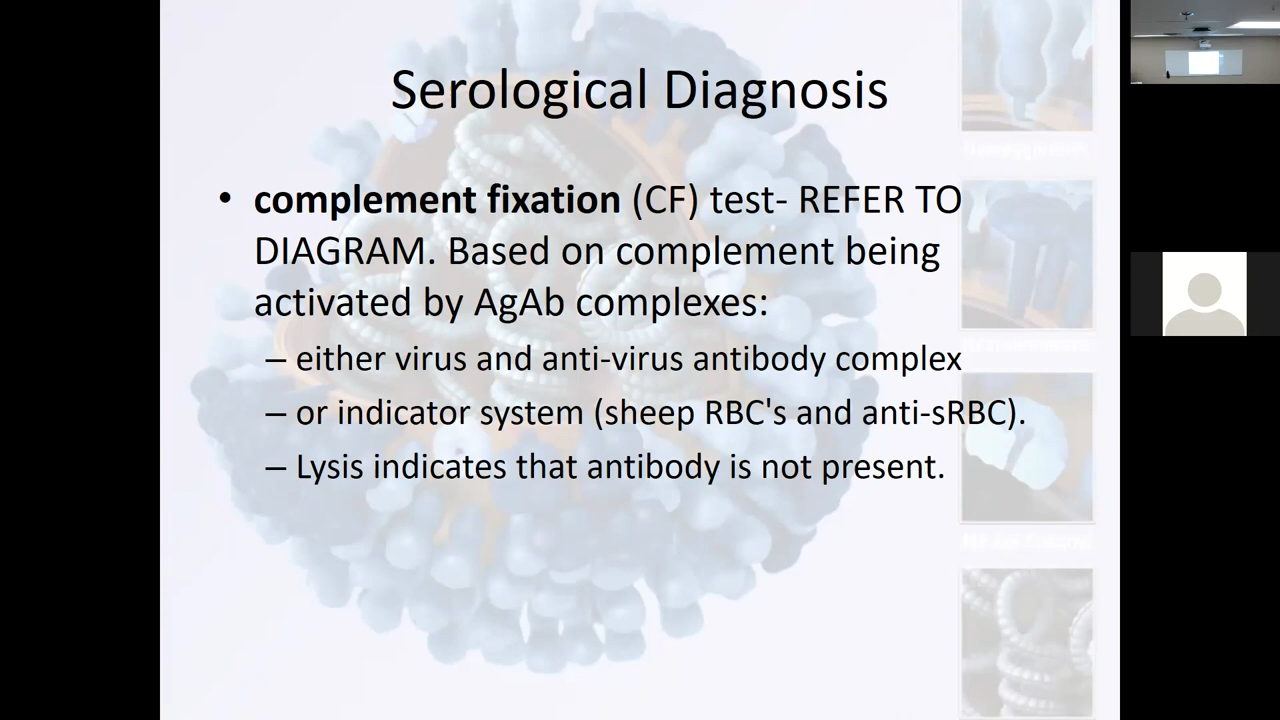 Serological Diagnosis
• complement fixation (CF) test- REFER TO
DIAGRAM. Based on complement being
activated by AgAb complexes:
– either virus and anti-virus antibody complex
– or indicator system (sheep RBC's and anti-sRBC).
– Lysis indicates that antibody is not present.